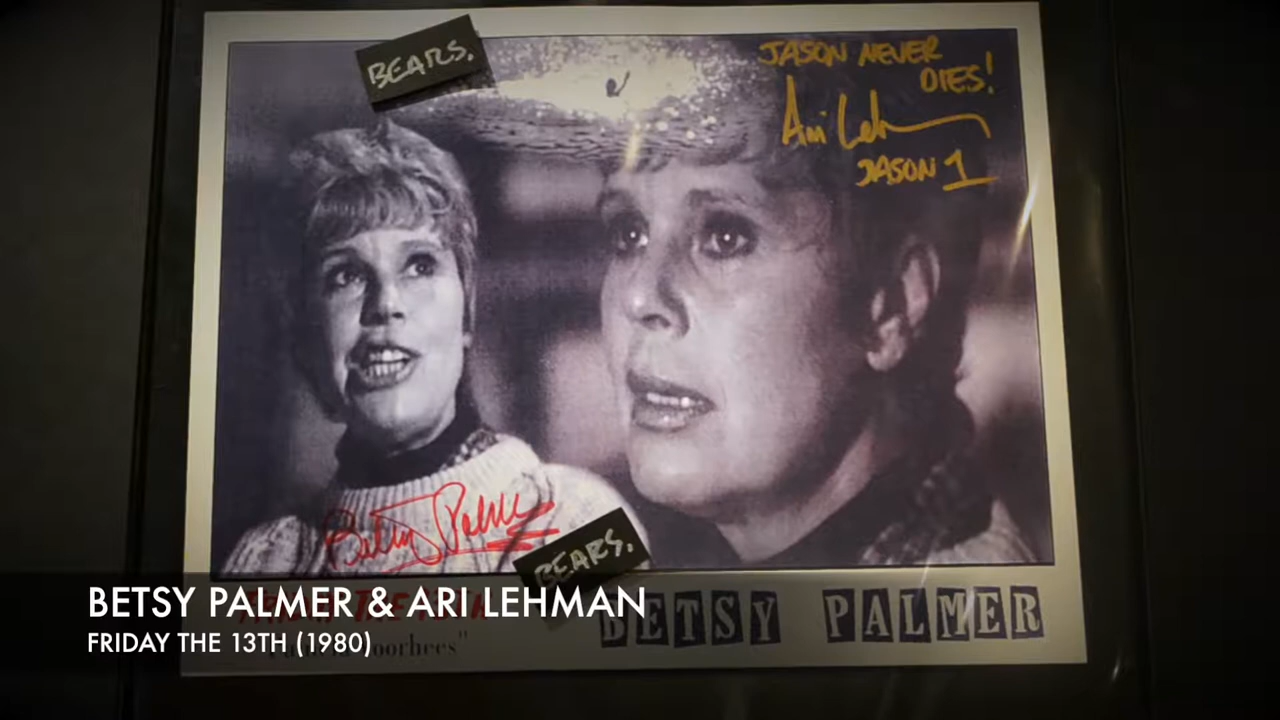 BEARS.
JASON NEVER
DIES!
Ari Lehman
JASON 1
Betsy Palmer
BEARS.
BETSY PALMER & ARI LEHMAN
FRIDAY THE 13TH (1980)
BETSY PALMER
Voorhees"